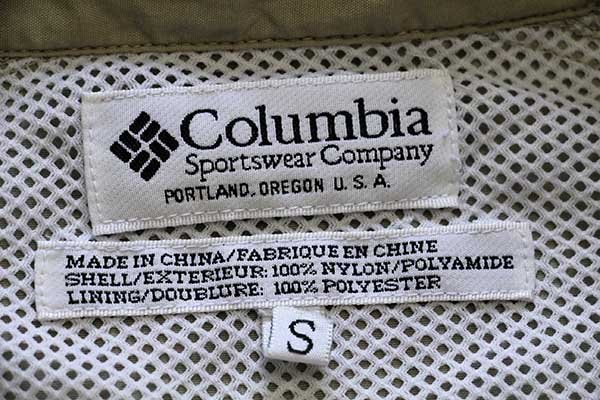 Columbia
Sportswear Company
PORTLAND, OREGON U.S.A.
MADE IN CHINA/FABRIQUE EN CHINE
SHELL/EXTERIEUR: 100% NYLON/POLYAMIDE
LINING/DOUBLURE: 100% POLYESTER
S